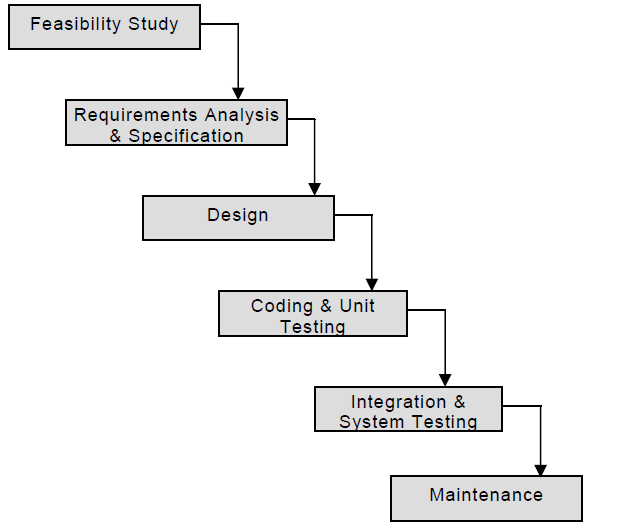 Feasibility Study
Requirements Analysis
& Specification
Design
Coding & Unit
Testing
Integration &
System Testing
Maintenance